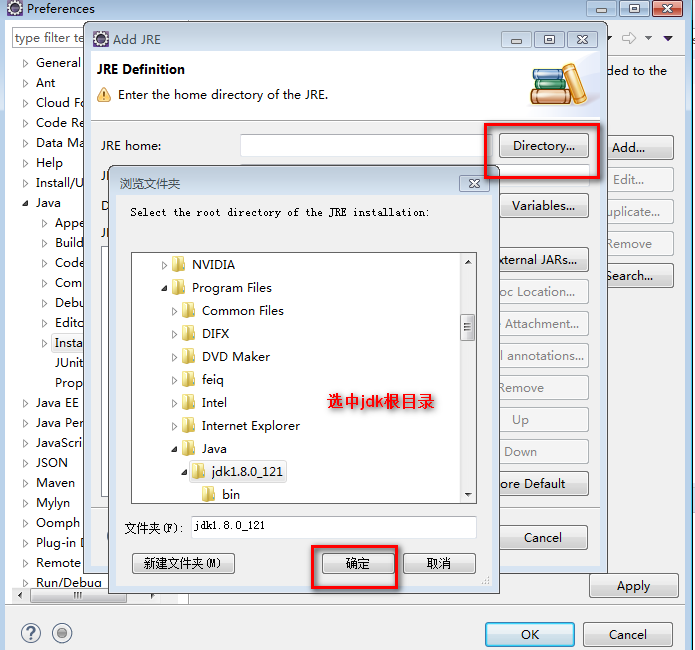 Preferences
type filter te
Add JRE
General
Ant
Cloud Fo
Code Re
Data Ma
Help
Install/U
Java
Appe
Build
Code
Com
Debu
Edito
Insta
JUnit
Prop
Java EE
Java Per
JavaScri
JSON
Maven
Mylyn
Oomph
Plug-in D
Remote
Run/Debug
JRE Definition
Enter the home directory of the JRE.
JRE home:
Directory...
Variables...
xternal JARs...
oc Location...
Attachment...
l annotations...
Remove
Up
Down
ore Default
Cancel
ded to the
Add...
Edit...
uplicate...
Remove
Search...
浏览文件夹
Select the root directory of the JRE installation:
NVIDIA
Program Files
Common Files
DIFX
DVD Maker
feiq
Intel
Internet Explorer
Java
jdk1.8.0_121
bin
选中jdk根目录
文件夹(F):
jdk1.8.0_121
新建文件夹(M)
确定
取消
Apply
OK
Cancel